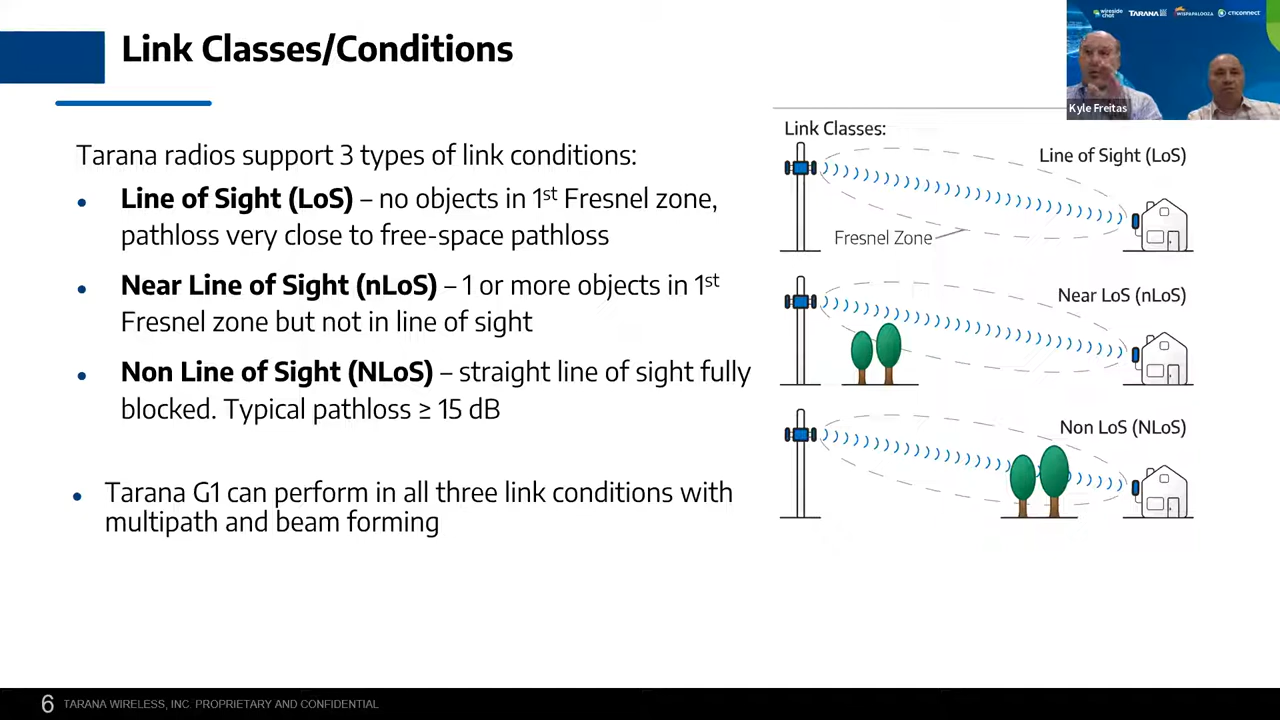 Link Classes/Conditions
wireside chat
TARANA
WISPAPALOOZA
CTIconnect
Kyle Freitas
Tarana radios support 3 types of link conditions:
• Line of Sight (LoS) – no objects in 1st Fresnel zone,
pathloss very close to free-space pathloss
• Near Line of Sight (nLoS) – 1 or more objects in 1st
Fresnel zone but not in line of sight
• Non Line of Sight (NLoS) – straight line of sight fully
blocked. Typical pathloss ≥ 15 dB
• Tarana G1 can perform in all three link conditions with
multipath and beam forming
Link Classes:
Line of Sight (LoS)
Fresnel Zone
Near LoS (nLoS)
Non LoS (NLoS)
6 TARANA WIRELESS, INC. PROPRIETARY AND CONFIDENTIAL